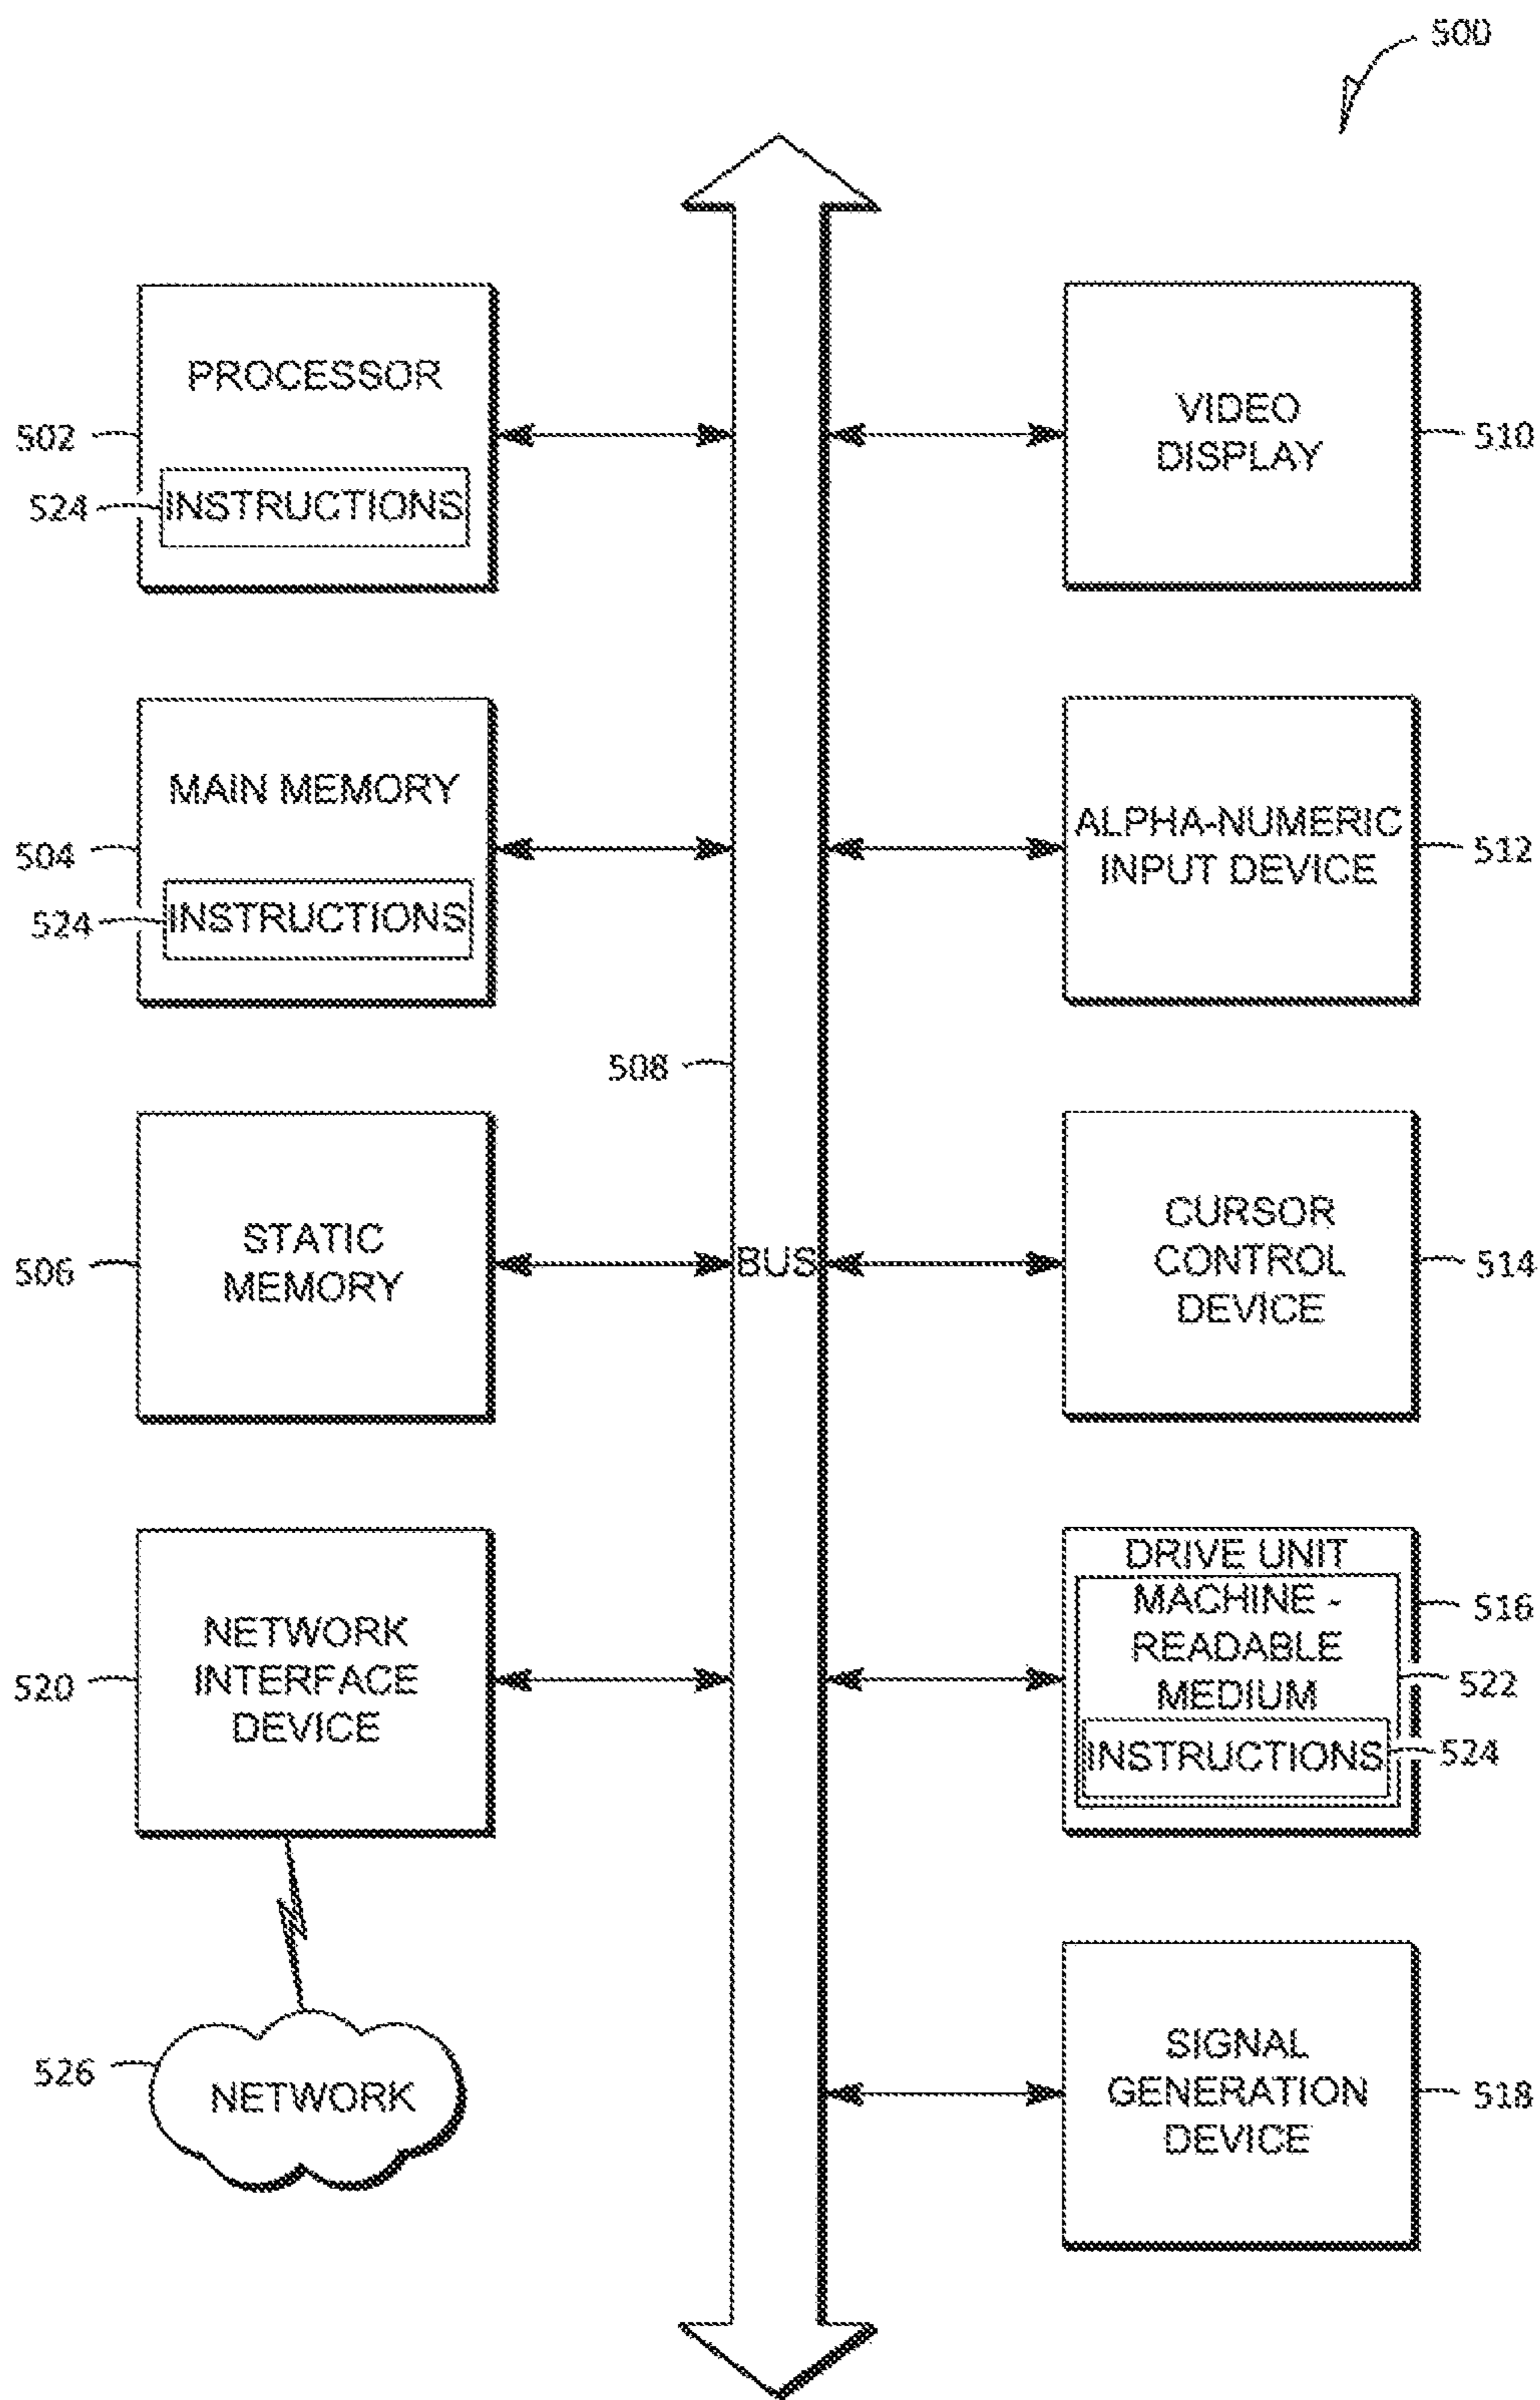 500
PROCESSOR
502
524
INSTRUCTIONS
VIDEO
DISPLAY
510
MAIN MEMORY
504
524
INSTRUCTIONS
ALPHA-NUMERIC
INPUT DEVICE
512
508
STATIC
MEMORY
506
BUS
CURSOR
CONTROL
DEVICE
514
NETWORK
INTERFACE
DEVICE
520
DRIVE UNIT
MACHINE -
READABLE
MEDIUM
INSTRUCTIONS
516
522
524
526
NETWORK
SIGNAL
GENERATION
DEVICE
518